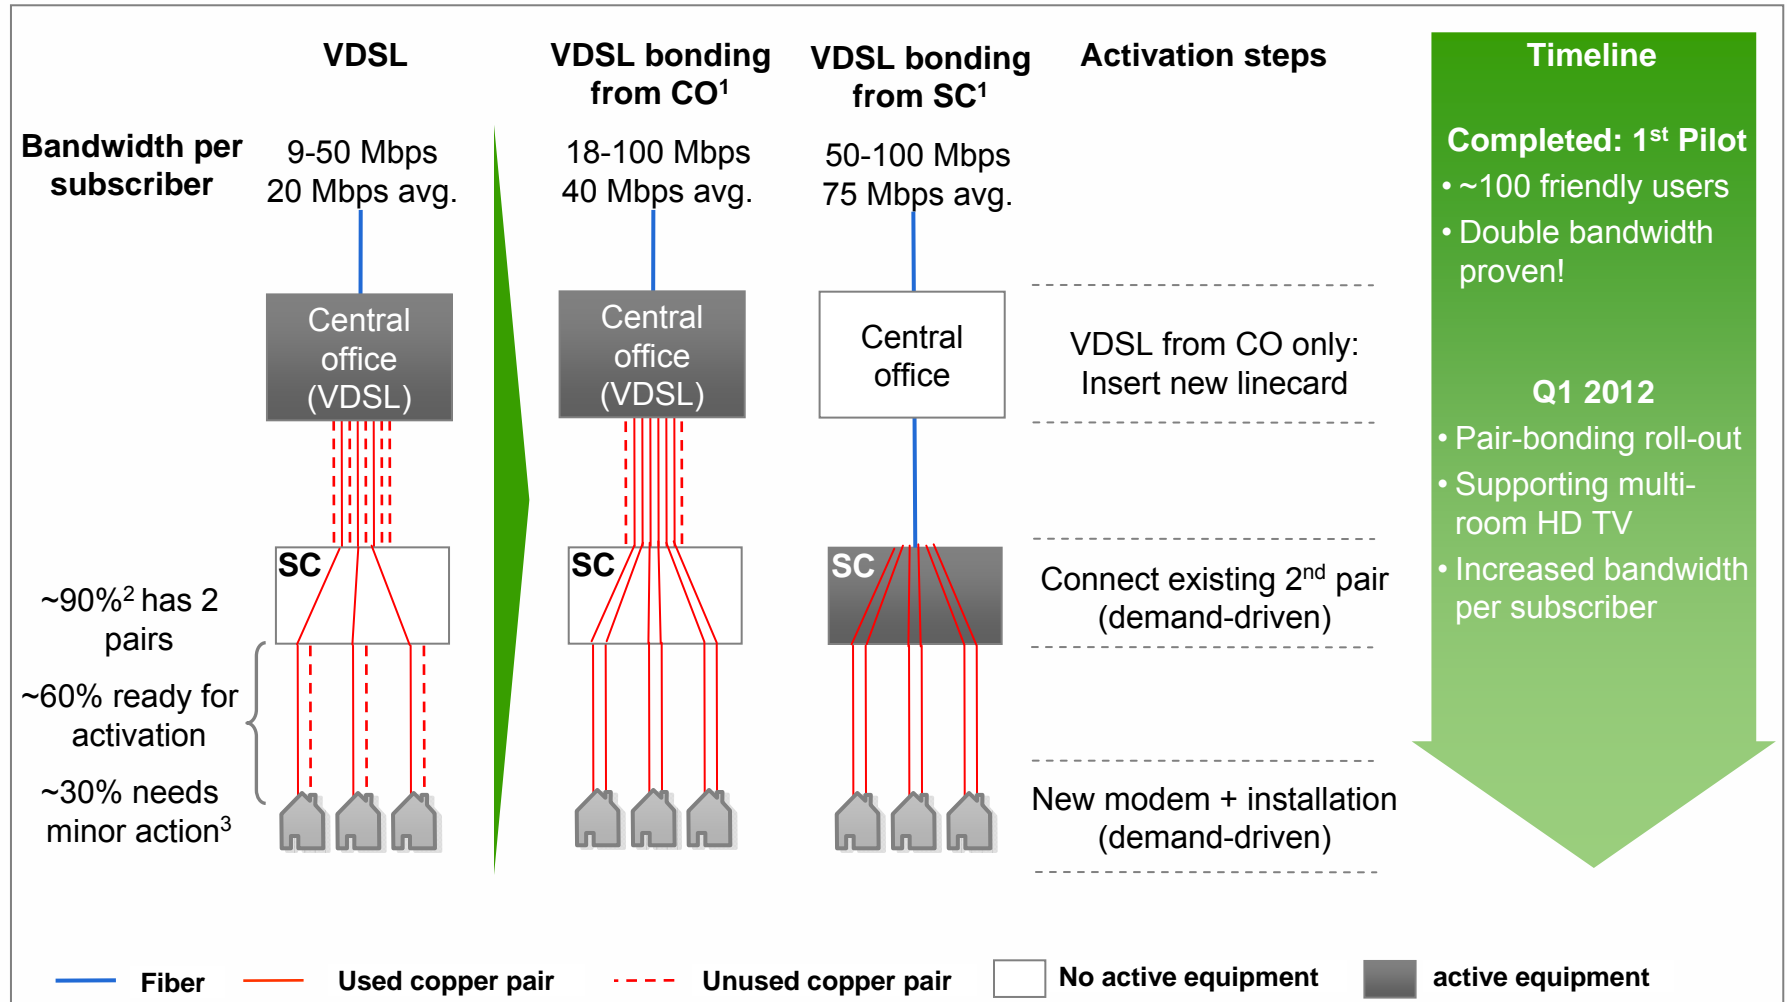 VDSL
VDSL bonding
from CO¹
VDSL bonding
from SC¹
Activation steps
Timeline
Bandwidth per
subscriber
9-50 Mbps
20 Mbps avg.
18-100 Mbps
40 Mbps avg.
50-100 Mbps
75 Mbps avg.
Completed: 1st Pilot
• ~100 friendly users
• Double bandwidth
proven!
Central
office
(VDSL)
Central
office
(VDSL)
Central
office
VDSL from CO only:
Insert new linecard
Q1 2012
• Pair-bonding roll-out
• Supporting multi-
room HD TV
• Increased bandwidth
per subscriber
SC
SC
SC
Connect existing 2nd pair
(demand-driven)
~90%² has 2
pairs
~60% ready for
activation
~30% needs
minor action³
New modem + installation
(demand-driven)
Fiber
Used copper pair
Unused copper pair
No active equipment
active equipment